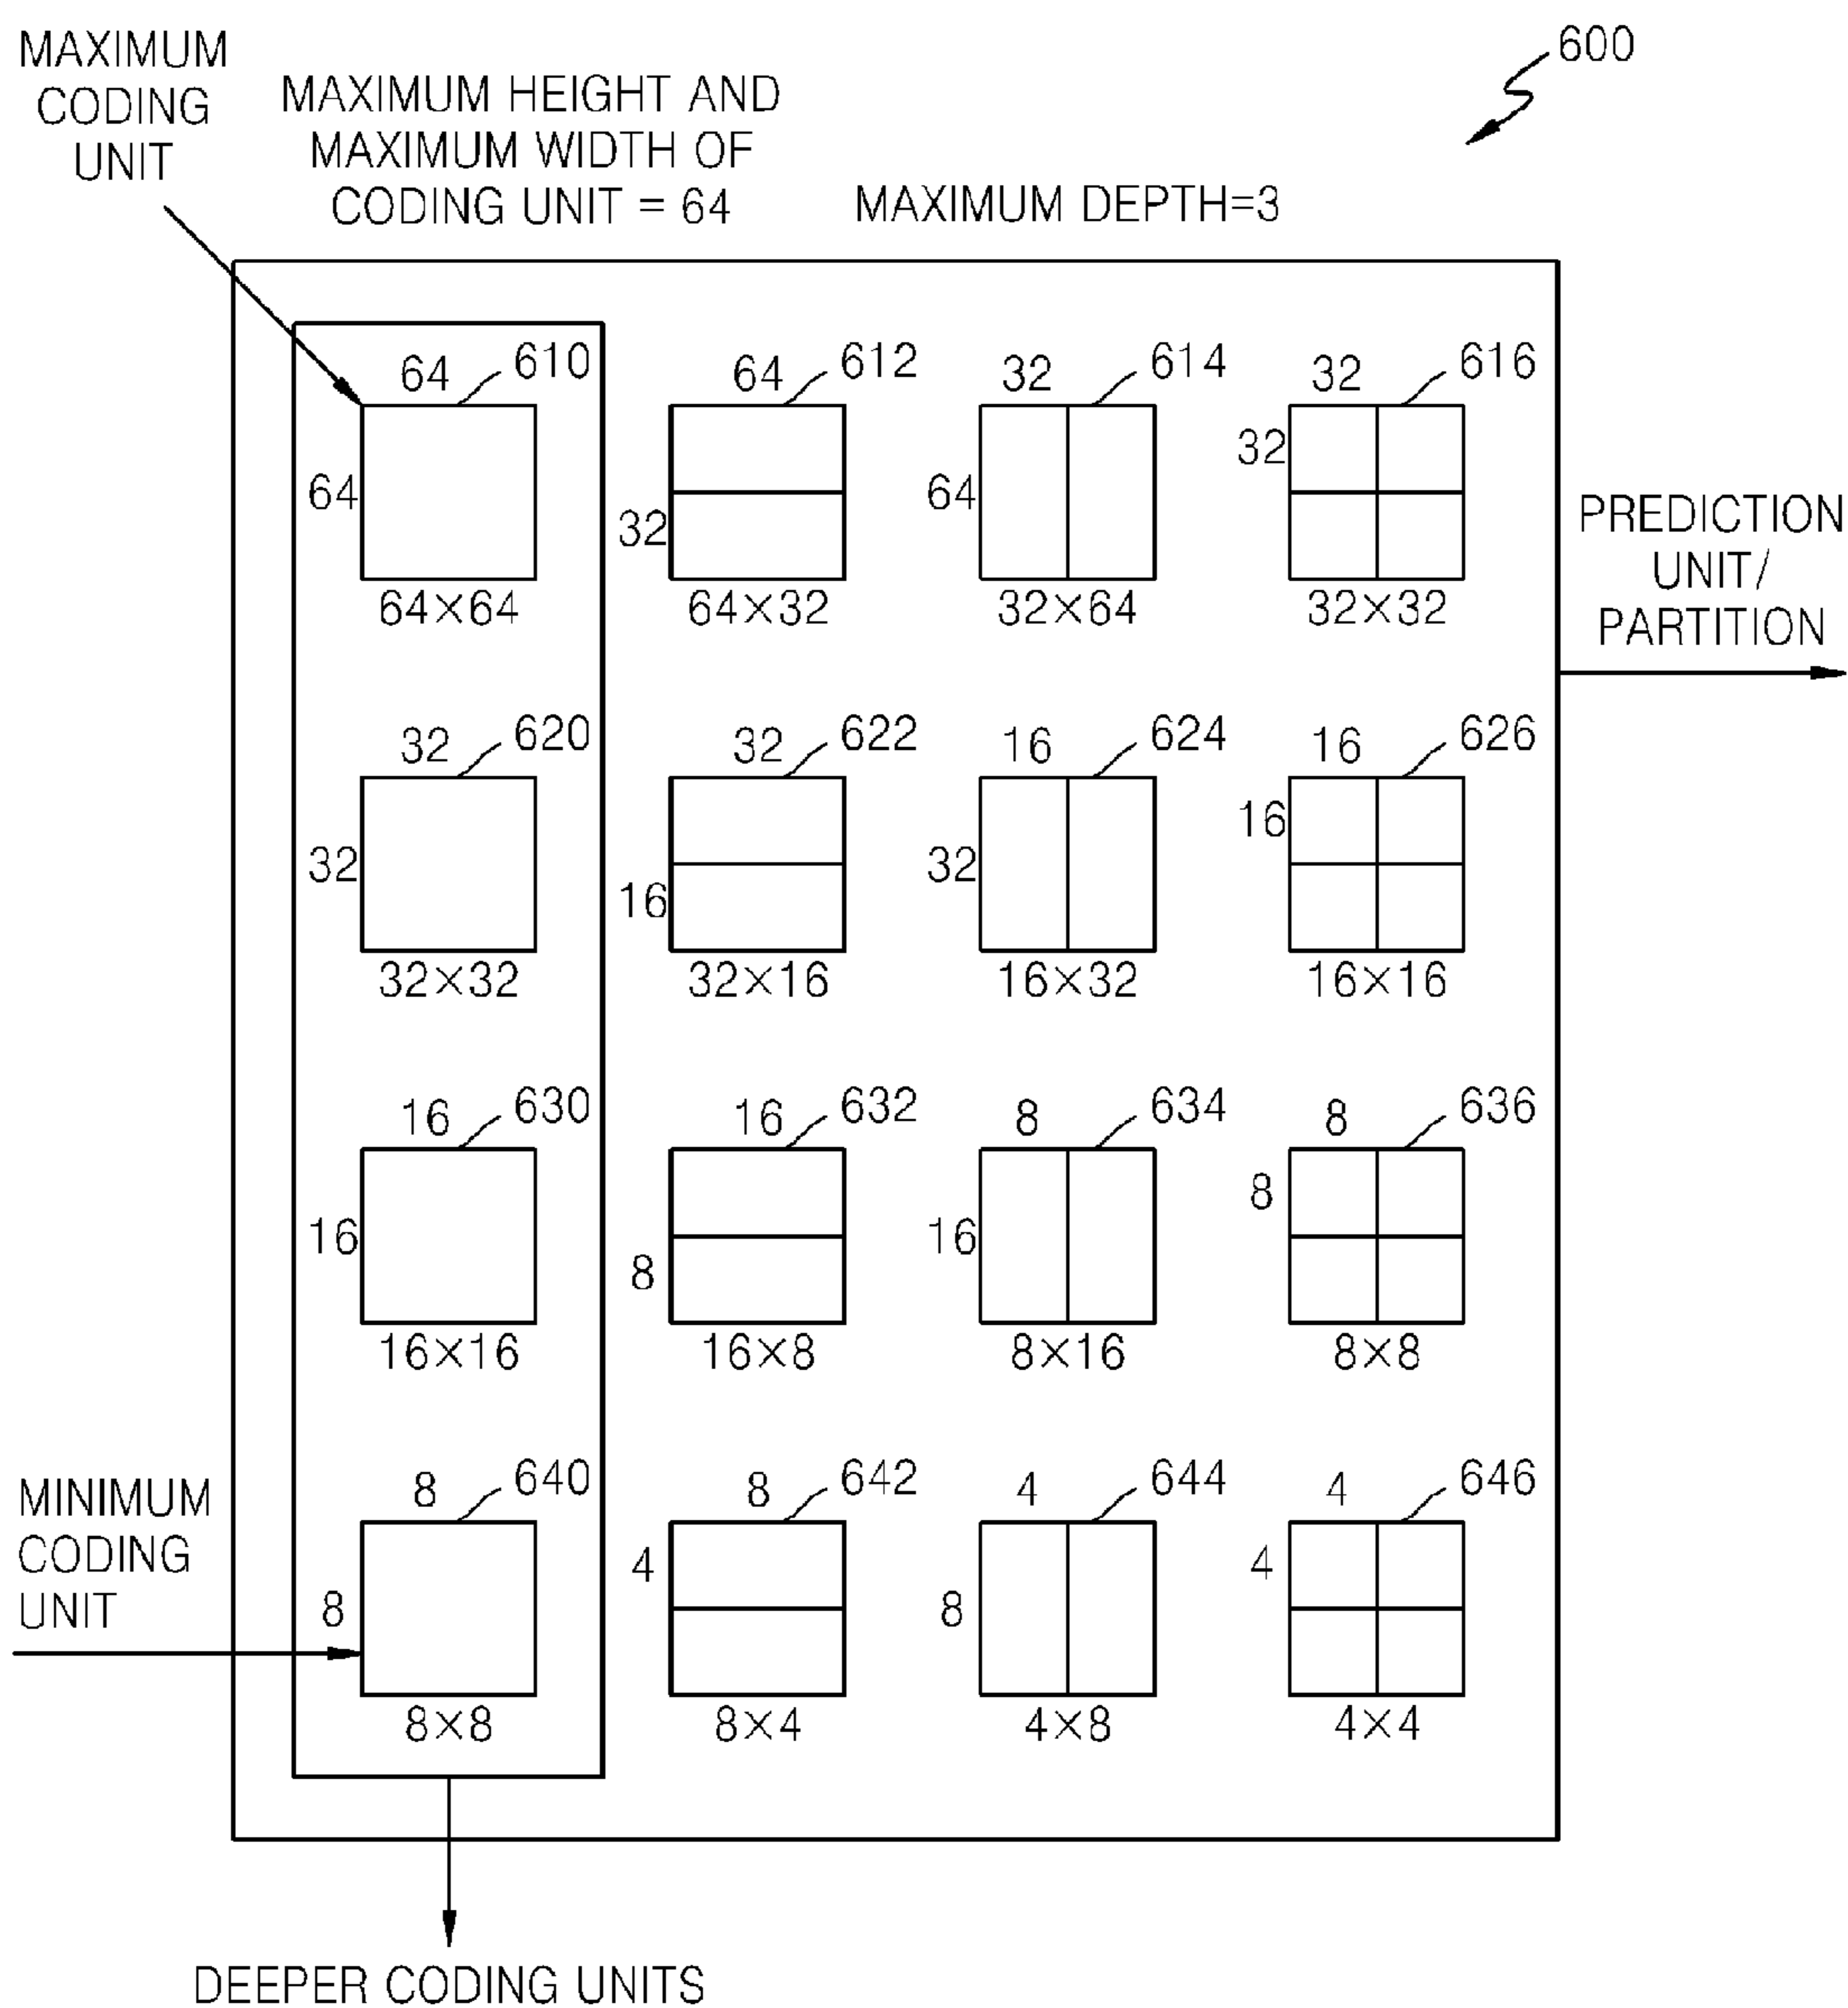 MAXIMUM
CODING
UNIT
MAXIMUM HEIGHT AND
MAXIMUM WIDTH OF
CODING UNIT = 64
MAXIMUM DEPTH=3
600
64 610 64 612 32 614 32 616
64 32 64 32
64×64 64×32 32×64 32×32
PREDICTION
UNIT/
PARTITION
32 620 32 622 16 624 16 626
32 16 32 16
32×32 32×16 16×32 16×16
16 630 16 632 8 634 8 636
16 8 16 8
16×16 16×8 8×16 8×8
MINIMUM
CODING
UNIT
8 640 8 642 4 644 4 646
8 4 8 4
8×8 8×4 4×8 4×4
DEEPER CODING UNITS